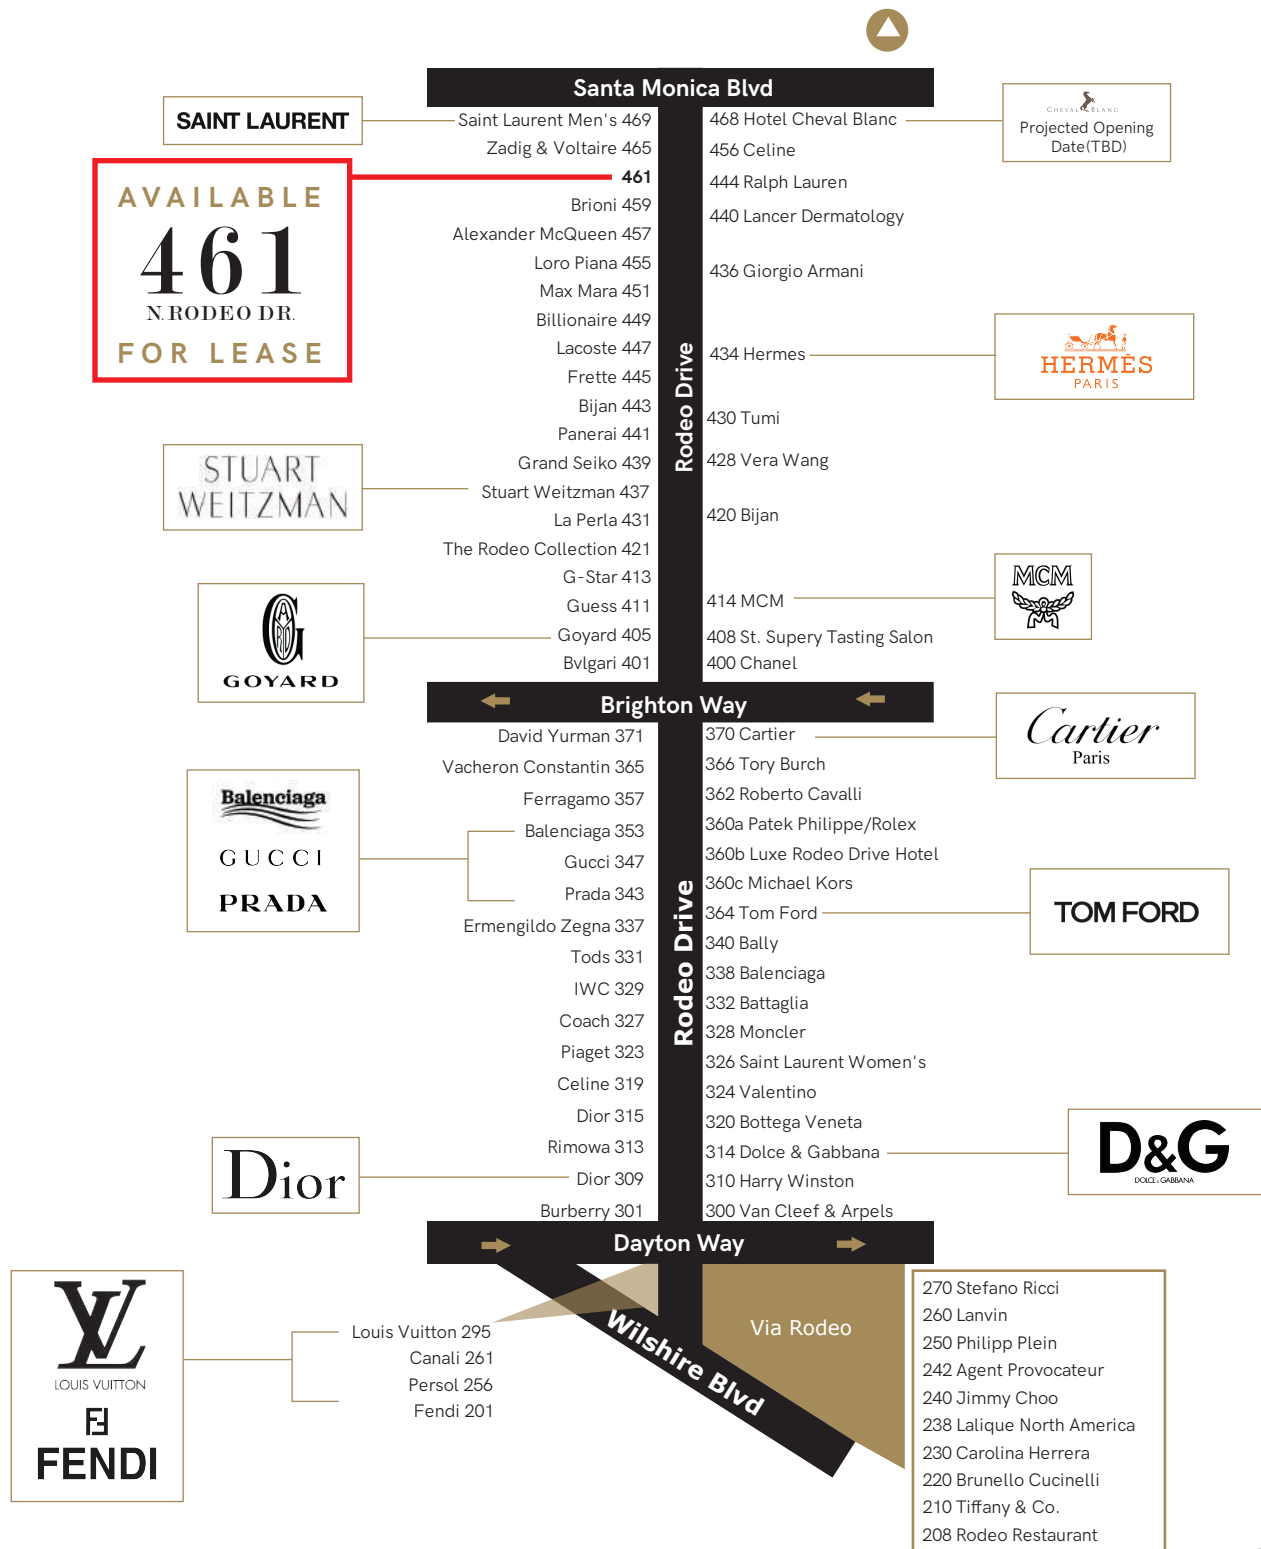 Santa Monica Blvd
SAINT LAURENT
Saint Laurent Men's 469
Zadig & Voltaire 465
461
Brioni 459
Alexander McQueen 457
Loro Piana 455
Max Mara 451
Billionaire 449
Lacoste 447
Frette 445
Bijan 443
Panerai 441
Grand Seiko 439
Stuart Weitzman 437
La Perla 431
The Rodeo Collection 421
G-Star 413
Guess 411
Goyard 405
Bvlgari 401
AVAILABLE
461
N. RODEO DR.
FOR LEASE
STUART
WEITZMAN
GOYARD
Rodeo Drive
468 Hotel Cheval Blanc
456 Celine
444 Ralph Lauren
440 Lancer Dermatology
436 Giorgio Armani
434 Hermes
430 Tumi
428 Vera Wang
420 Bijan
414 MCM
408 St. Supery Tasting Salon
400 Chanel
CHEVAL BLANC
Projected Opening
Date(TBD)
HERMÈS
PARIS
MCM
Brighton Way
David Yurman 371
Vacheron Constantin 365
Ferragamo 357
Balenciaga 353
Gucci 347
Prada 343
Ermengildo Zegna 337
Tods 331
IWC 329
Coach 327
Piaget 323
Celine 319
Dior 315
Rimowa 313
Dior 309
Burberry 301
Balenciaga
GUCCI
PRADA
Dior
Rodeo Drive
370 Cartier
366 Tory Burch
362 Roberto Cavalli
360a Patek Philippe/Rolex
360b Luxe Rodeo Drive Hotel
360c Michael Kors
364 Tom Ford
340 Bally
338 Balenciaga
332 Battaglia
328 Moncler
326 Saint Laurent Women's
324 Valentino
320 Bottega Veneta
314 Dolce & Gabbana
310 Harry Winston
300 Van Cleef & Arpels
Cartier
Paris
TOM FORD
D&G
DOLCE & GABBANA
Dayton Way
LV
LOUIS VUITTON
FENDI
Louis Vuitton 295
Canali 261
Persol 256
Fendi 201
Wilshire Blvd
Via Rodeo
270 Stefano Ricci
260 Lanvin
250 Philipp Plein
242 Agent Provocateur
240 Jimmy Choo
238 Lalique North America
230 Carolina Herrera
220 Brunello Cucinelli
210 Tiffany & Co.
208 Rodeo Restaurant